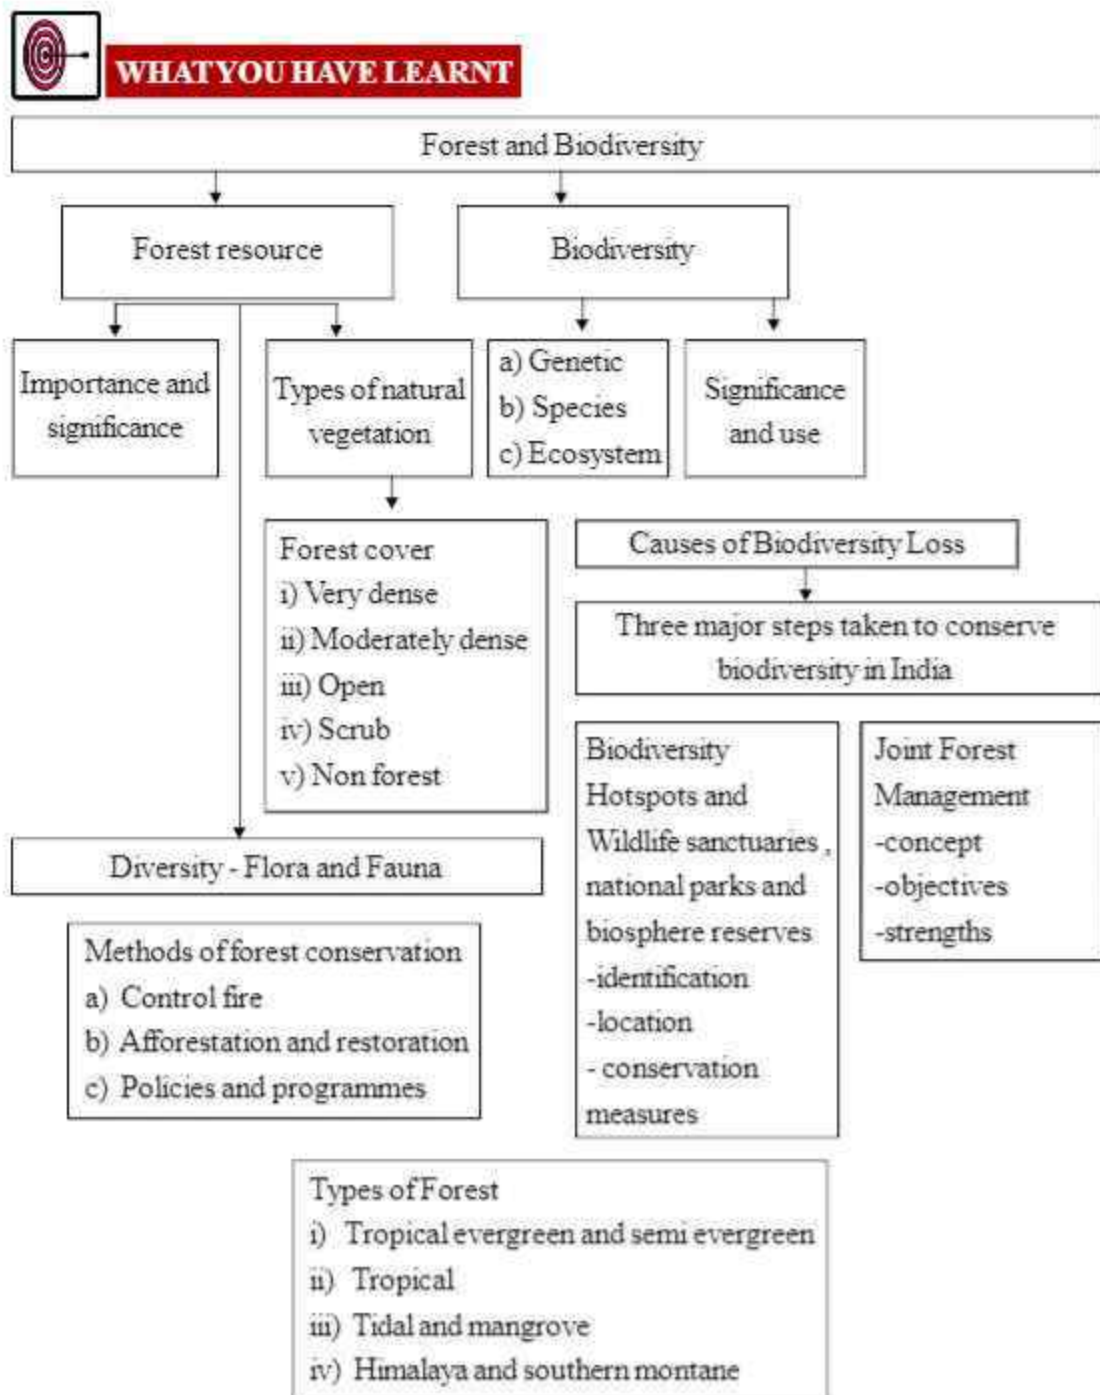 WHAT YOU HAVE LEARNT
Forest and Biodiversity
Forest resource
Biodiversity
Importance and
significance
Types of natural
vegetation
a) Genetic
b) Species
c) Ecosystem
Significance
and use
Forest cover
i) Very dense
ii) Moderately dense
iii) Open
iv) Scrub
v) Non forest
Causes of Biodiversity Loss
Three major steps taken to conserve
biodiversity in India
Biodiversity
Hotspots and
Wildlife sanctuaries ,
national parks and
biosphere reserves
-identification
-location
- conservation
measures
Joint Forest
Management
-concept
-objectives
-strengths
Diversity - Flora and Fauna
Methods of forest conservation
a) Control fire
b) Afforestation and restoration
c) Policies and programmes
Types of Forest
i) Tropical evergreen and semi evergreen
ii) Tropical
iii) Tidal and mangrove
iv) Himalaya and southern montane